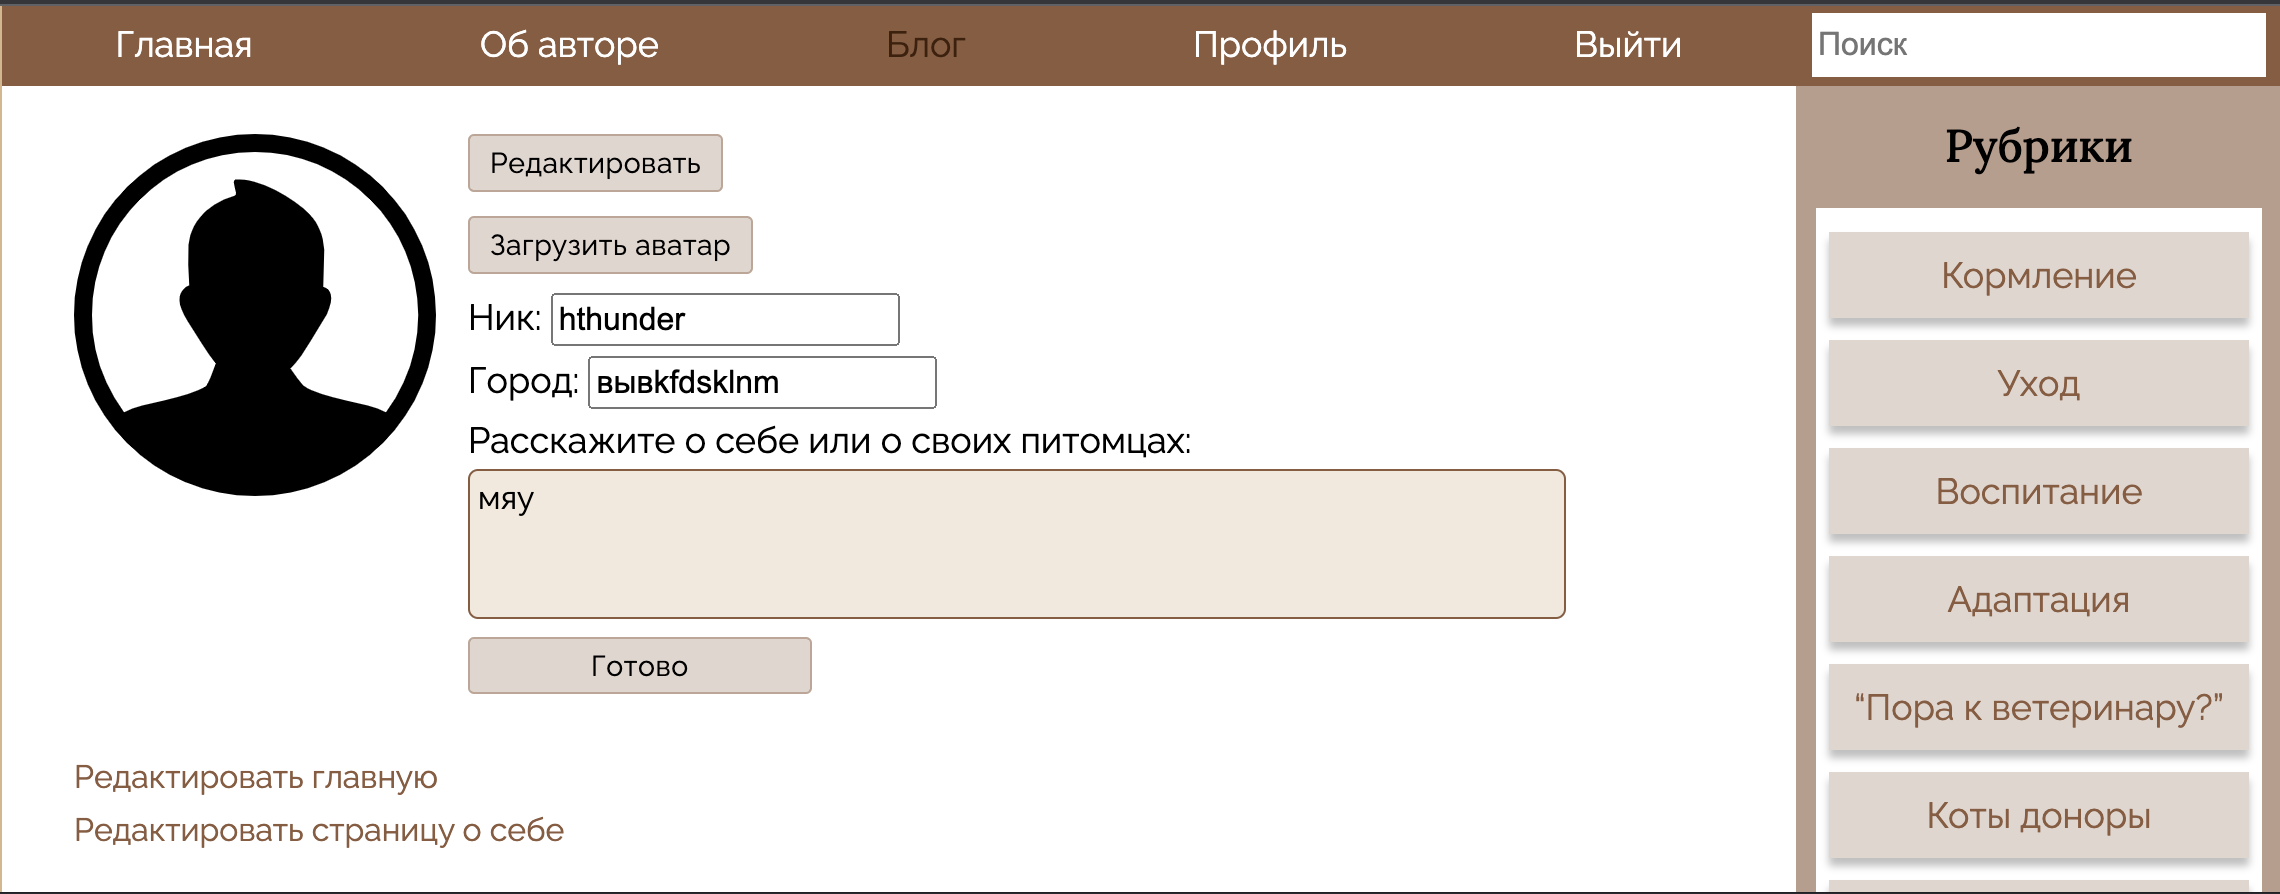 Главная
Об авторе
Блог
Профиль
Выйти
Поиск
Редактировать
Загрузить аватар
Ник: hthunder
Город: вывkfdsklnm
Расскажите о себе или о своих питомцах:
мяу
Готово
Редактировать главную
Редактировать страницу о себе
Рубрики
Кормление
Уход
Воспитание
Адаптация
“Пора к ветеринару?”
Коты доноры